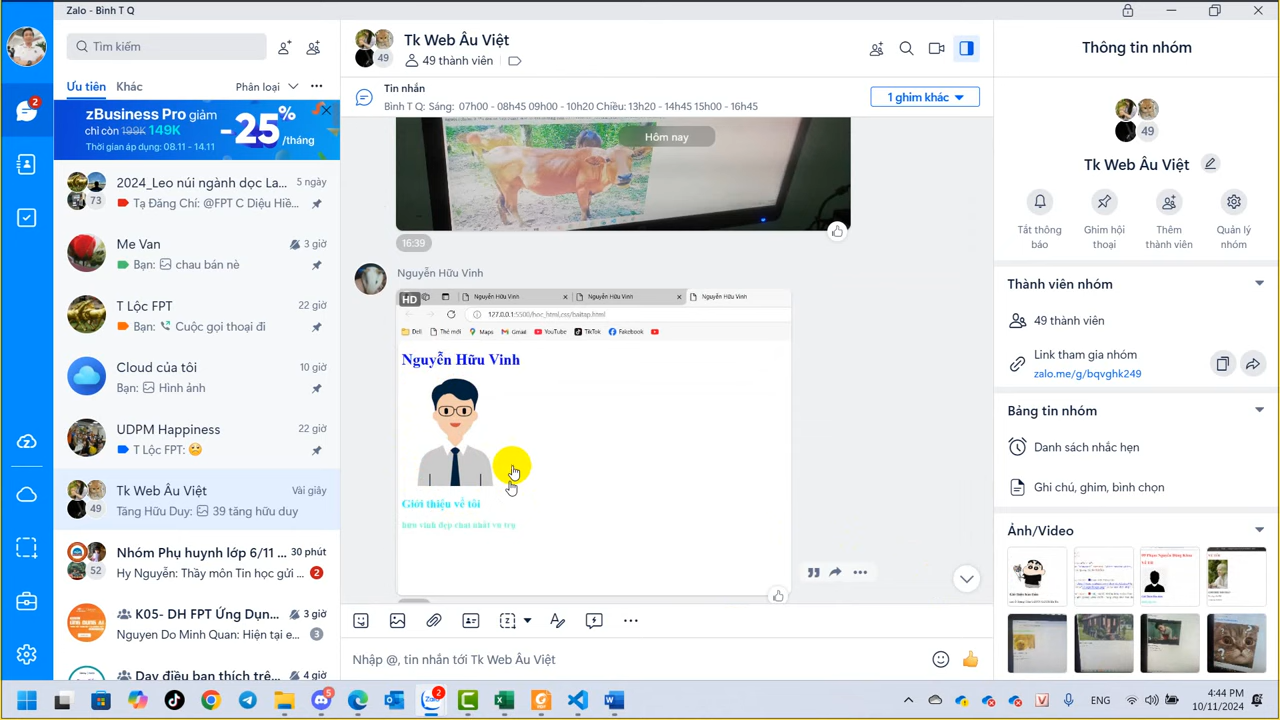 Zalo - Bình T Q
Tìm kiếm
Ưu tiên
Khác
Phân loại
zBusiness Pro giảm
chỉ còn 199K 149K
-25%
/tháng
Thời gian áp dụng: 08.11 - 14.11
2
73
2024_Leo núi ngành dọc La...
5 ngày
Tạ Đăng Chí: @FPT C Diệu Hiề...
Me Van
3 giờ
Bạn: chau bán nè
T Lộc FPT
22 giờ
Bạn: Cuộc gọi thoại đi
Cloud của tôi
10 giờ
Bạn: Hình ảnh
UDPM Happiness
22 giờ
T Lộc FPT:
49
Tk Web Âu Việt
Vài giây
Tăng Hữu Duy: 39 tăng hữu duy
52
Nhóm Phụ huynh lớp 6/11 ...
30 phút
Hy Nguyễn: Thầy môn Tin học gửi ...
2
K05- DH FPT Ứng Dụn...
3 giờ
Nguyen Do Minh Quan: Hiện tại e...
3
Dạy điều bạn thích trê...
4 giờ
49
Tk Web Âu Việt
49 thành viên
Tin nhắn
Bình T Q: Sáng: 07h00 - 08h45 09h00 - 10h20 Chiều: 13h20 - 14h45 15h00 - 16h45
1 ghim khác
Hôm nay
16:39
Nguyễn Hữu Vinh
HD
Nguyễn Hữu Vinh
Nguyễn Hữu Vinh
Nguyễn Hữu Vinh
127.0.0.1:5500/hoc_html,css/baitap.html
Dell
Thẻ mới
Maps
Gmail
YouTube
TikTok
Fakebook
Nguyễn Hữu Vinh
Giới thiệu về tôi
hữu vinh đẹp chai nhất vũ trụ
Nhập @, tin nhắn tới Tk Web Âu Việt
Thông tin nhóm
49
Tk Web Âu Việt
Tắt thông báo
Ghim hội thoại
Thêm thành viên
Quản lý nhóm
Thành viên nhóm
49 thành viên
Link tham gia nhóm
zalo.me/g/bqvghk249
Bảng tin nhóm
Danh sách nhắc hẹn
Ghi chú, ghim, bình chọn
Ảnh/Video
5
Zalo
2
ENG
4:44 PM
10/11/2024